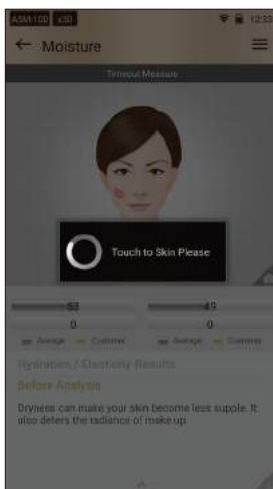 ASM-100 x30 12:33
Moisture
Timeout Measure
Touch to Skin Please
53 49
0 0
Average Customer Average Customer
Hydration / Elasticity Results
Before Analysis
Dryness can make your skin become less supple. It
also deters the radiance of make up.